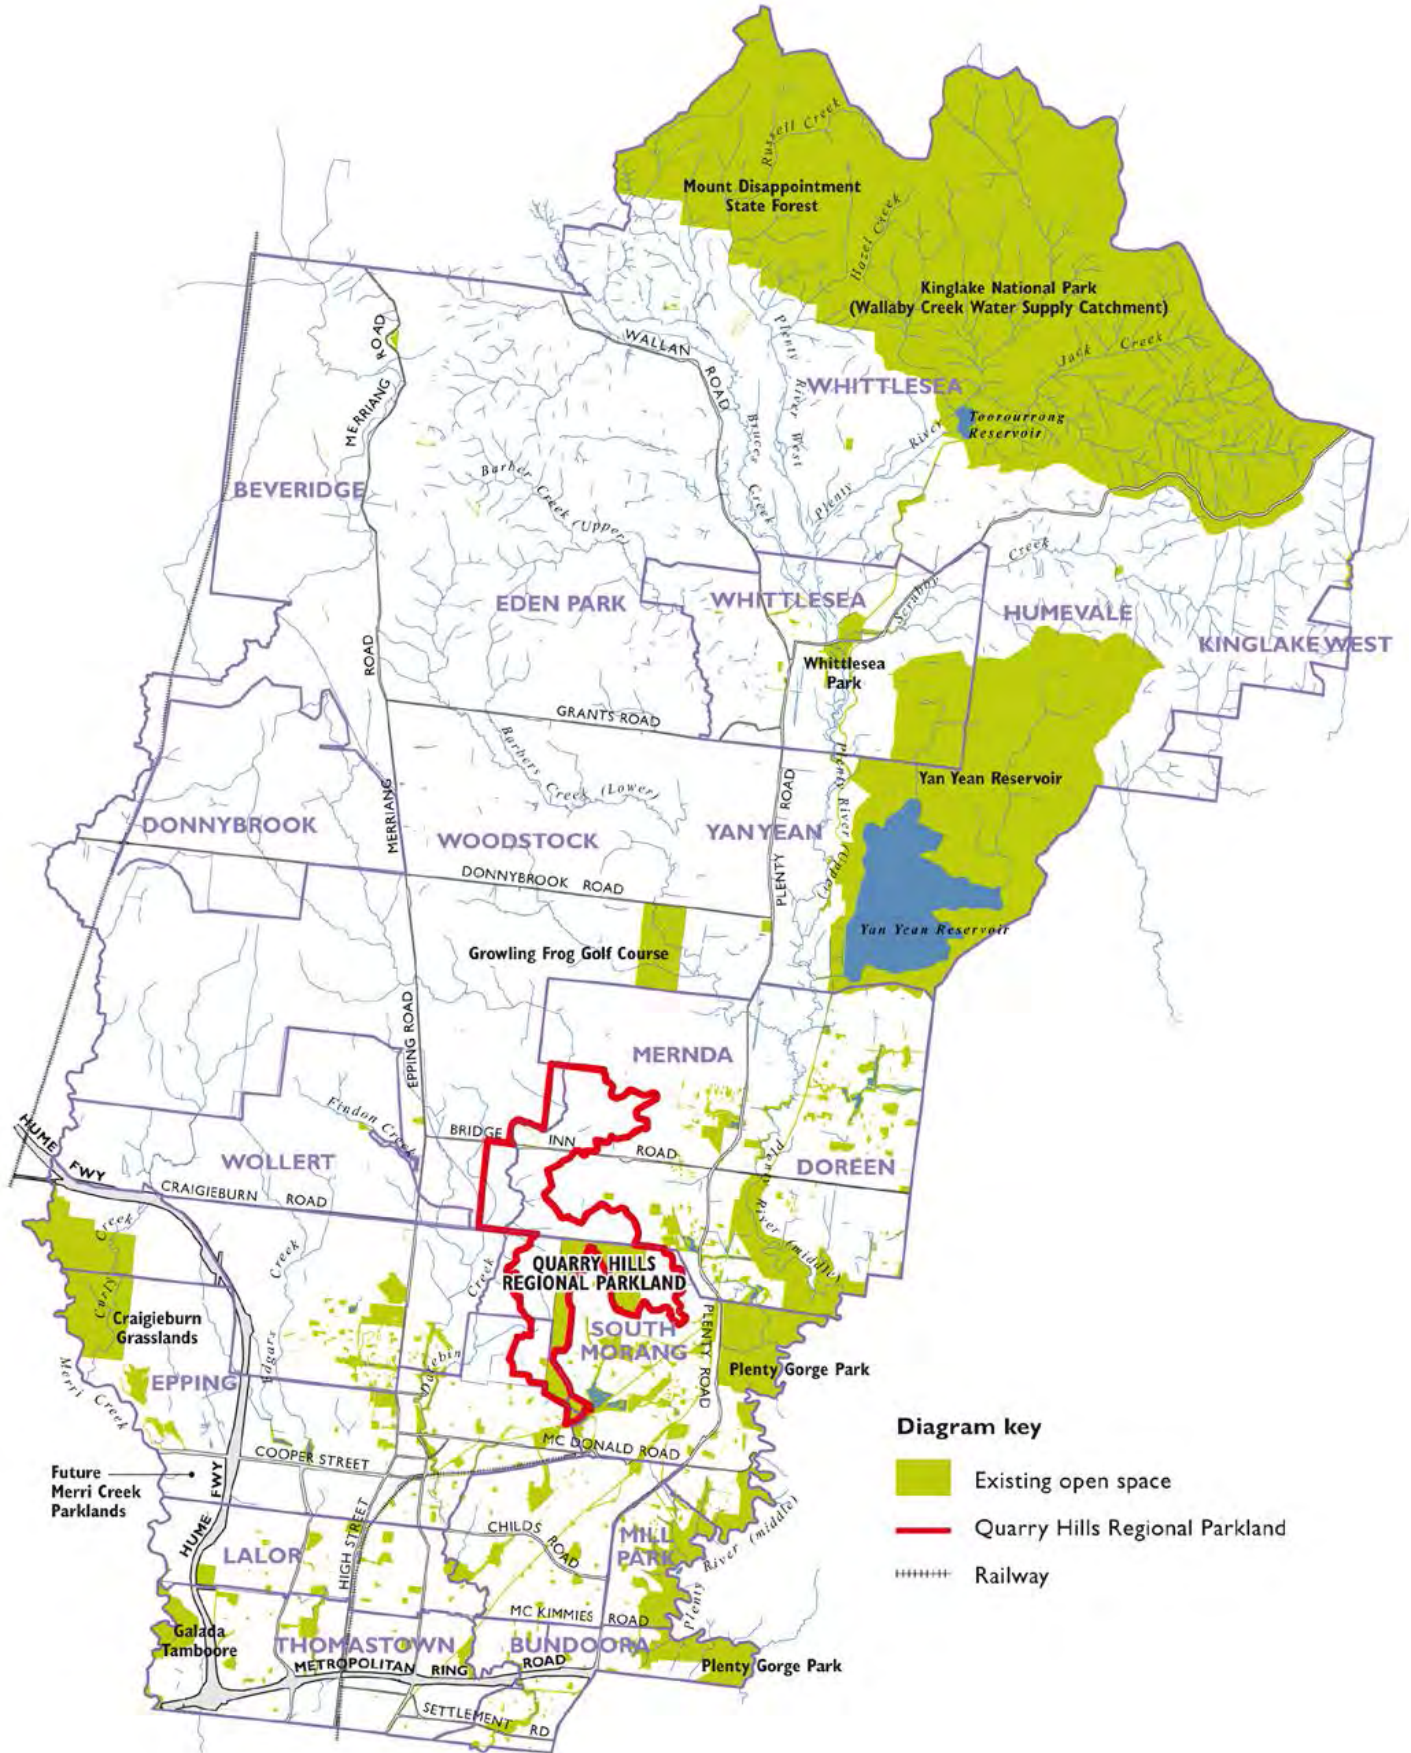 Russell Creek
Mount Disappointment
State Forest
Hazel Creek
Kinglake National Park
(Wallaby Creek Water Supply Catchment)
Jack Creek
MERRIANG ROAD
WALLAN ROAD
Plenty River West
WHITTLESEA
Toorourrong
Reservoir
Bruces Creek
Plenty River
BEVERIDGE
Barber Creek (Upper)
Creek
Scrubby
EDEN PARK
WHITTLESEA
HUMEVALE
KINGLAKE WEST
Whittlesea
Park
ROAD
GRANTS ROAD
Barbers Creek (Lower)
Plenty River (Upper)
Yan Yean Reservoir
MERRIANG
PLENTY ROAD
DONNYBROOK
WOODSTOCK
YAN YEAN
DONNYBROOK ROAD
Yan Yean Reservoir
Growling Frog Golf Course
EPPING ROAD
MERNDA
Findon Creek
HUME FWY
BRIDGE INN ROAD
WOLLERT
DOREEN
CRAIGIEBURN ROAD
Plenty River (middle)
Curly Creek
Edgars Creek
Creek
Darebin
QUARRY HILLS
REGIONAL PARKLAND
Craigieburn
Grasslands
SOUTH
MORANG
PLENTY ROAD
Plenty Gorge Park
Merri Creek
EPPING
Diagram key
MC DONALD ROAD
COOPER STREET
Existing open space
Future
Merri Creek
Parklands
HUME FWY
HIGH STREET
CHILDS ROAD
MILL
PARK
Plenty River (middle)
Quarry Hills Regional Parkland
LALOR
Railway
MC KIMMIES ROAD
Galada
Tamboore
THOMASTOWN
BUNDOORA
METROPOLITAN RING ROAD
Plenty Gorge Park
SETTLEMENT RD